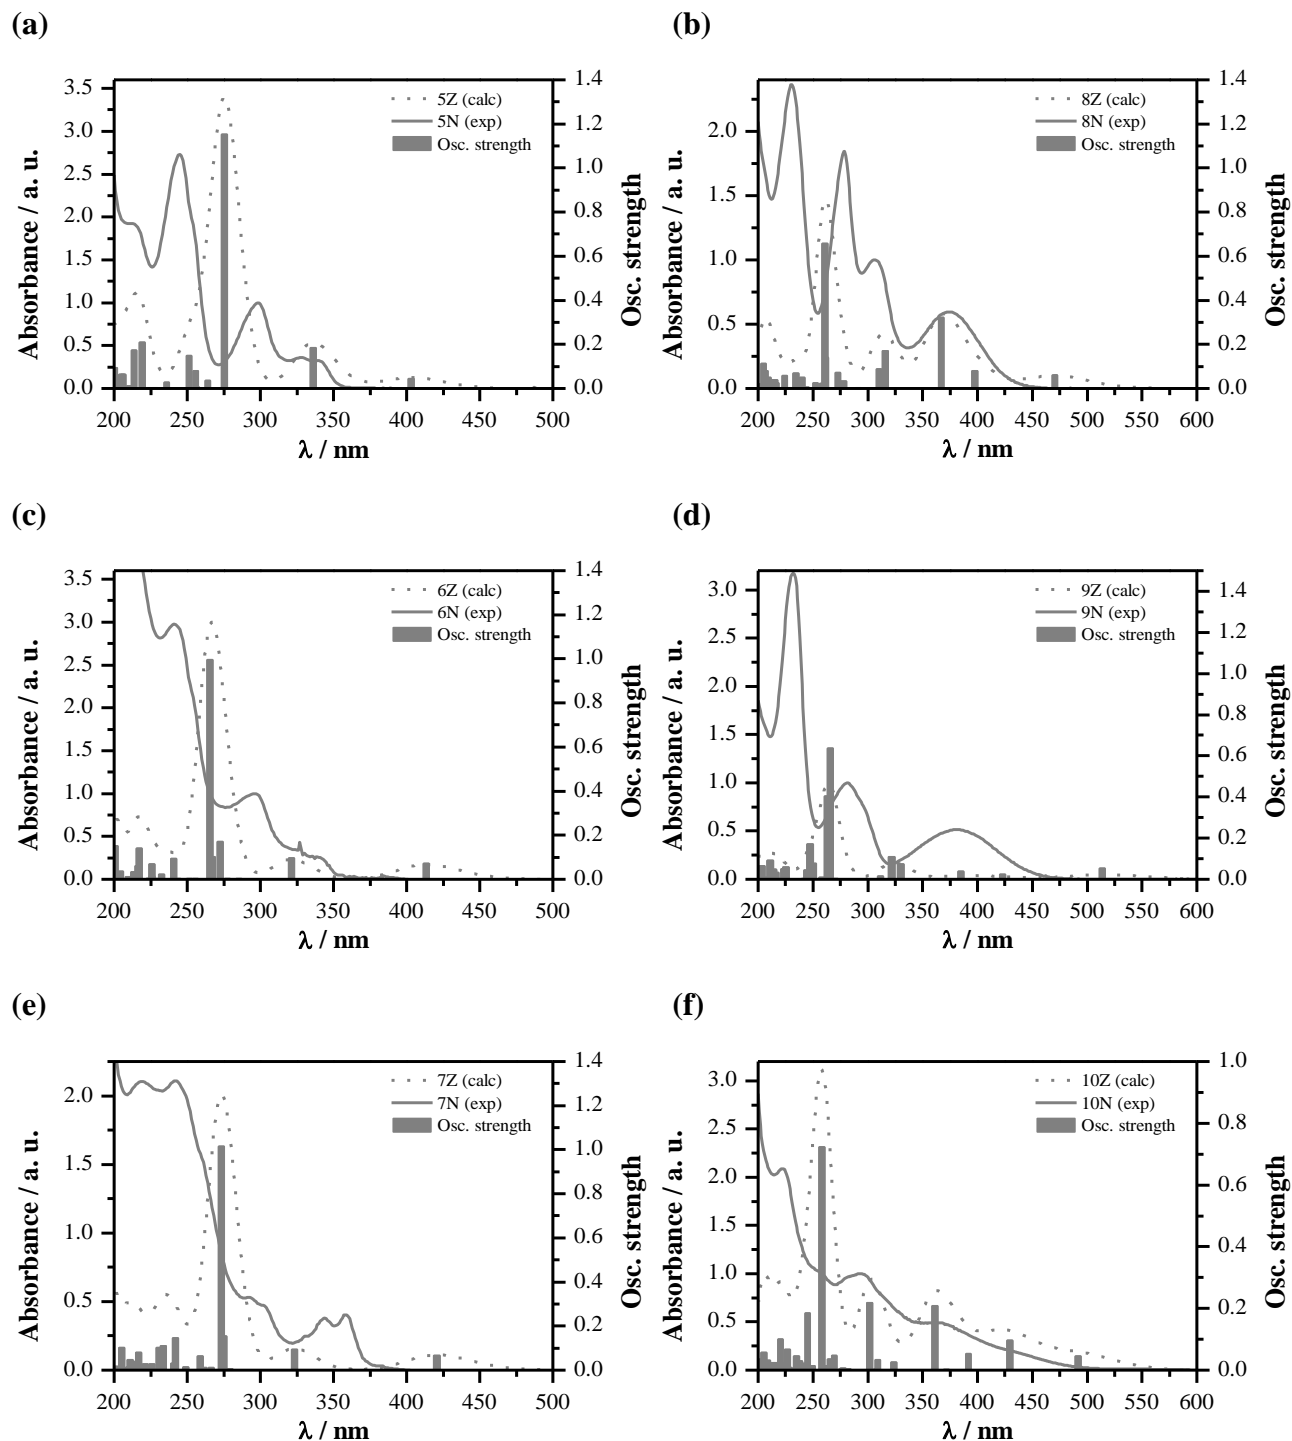 (a)
3.5
3.0
2.5
2.0
1.5
1.0
0.5
0.0
Absorbance / a. u.
5Z (calc)
5N (exp)
Osc. strength
1.4
1.2
1.0
0.8
0.6
0.4
0.2
0.0
Osc. strength
200 250 300 350 400 450 500
λ / nm
(b)
2.0
1.5
1.0
0.5
0.0
Absorbance / a. u.
8Z (calc)
8N (exp)
Osc. strength
1.4
1.2
1.0
0.8
0.6
0.4
0.2
0.0
Osc. strength
200 250 300 350 400 450 500 550 600
λ / nm
(c)
3.5
3.0
2.5
2.0
1.5
1.0
0.5
0.0
Absorbance / a. u.
6Z (calc)
6N (exp)
Osc. strength
1.4
1.2
1.0
0.8
0.6
0.4
0.2
0.0
Osc. strength
200 250 300 350 400 450 500
λ / nm
(d)
3.0
2.5
2.0
1.5
1.0
0.5
0.0
Absorbance / a. u.
9Z (calc)
9N (exp)
Osc. strength
1.4
1.2
1.0
0.8
0.6
0.4
0.2
0.0
Osc. strength
200 250 300 350 400 450 500 550 600
λ / nm
(e)
2.0
1.5
1.0
0.5
0.0
Absorbance / a. u.
7Z (calc)
7N (exp)
Osc. strength
1.4
1.2
1.0
0.8
0.6
0.4
0.2
0.0
Osc. strength
200 250 300 350 400 450 500
λ / nm
(f)
3.0
2.5
2.0
1.5
1.0
0.5
0.0
Absorbance / a. u.
10Z (calc)
10N (exp)
Osc. strength
1.0
0.8
0.6
0.4
0.2
0.0
Osc. strength
200 250 300 350 400 450 500 550 600
λ / nm